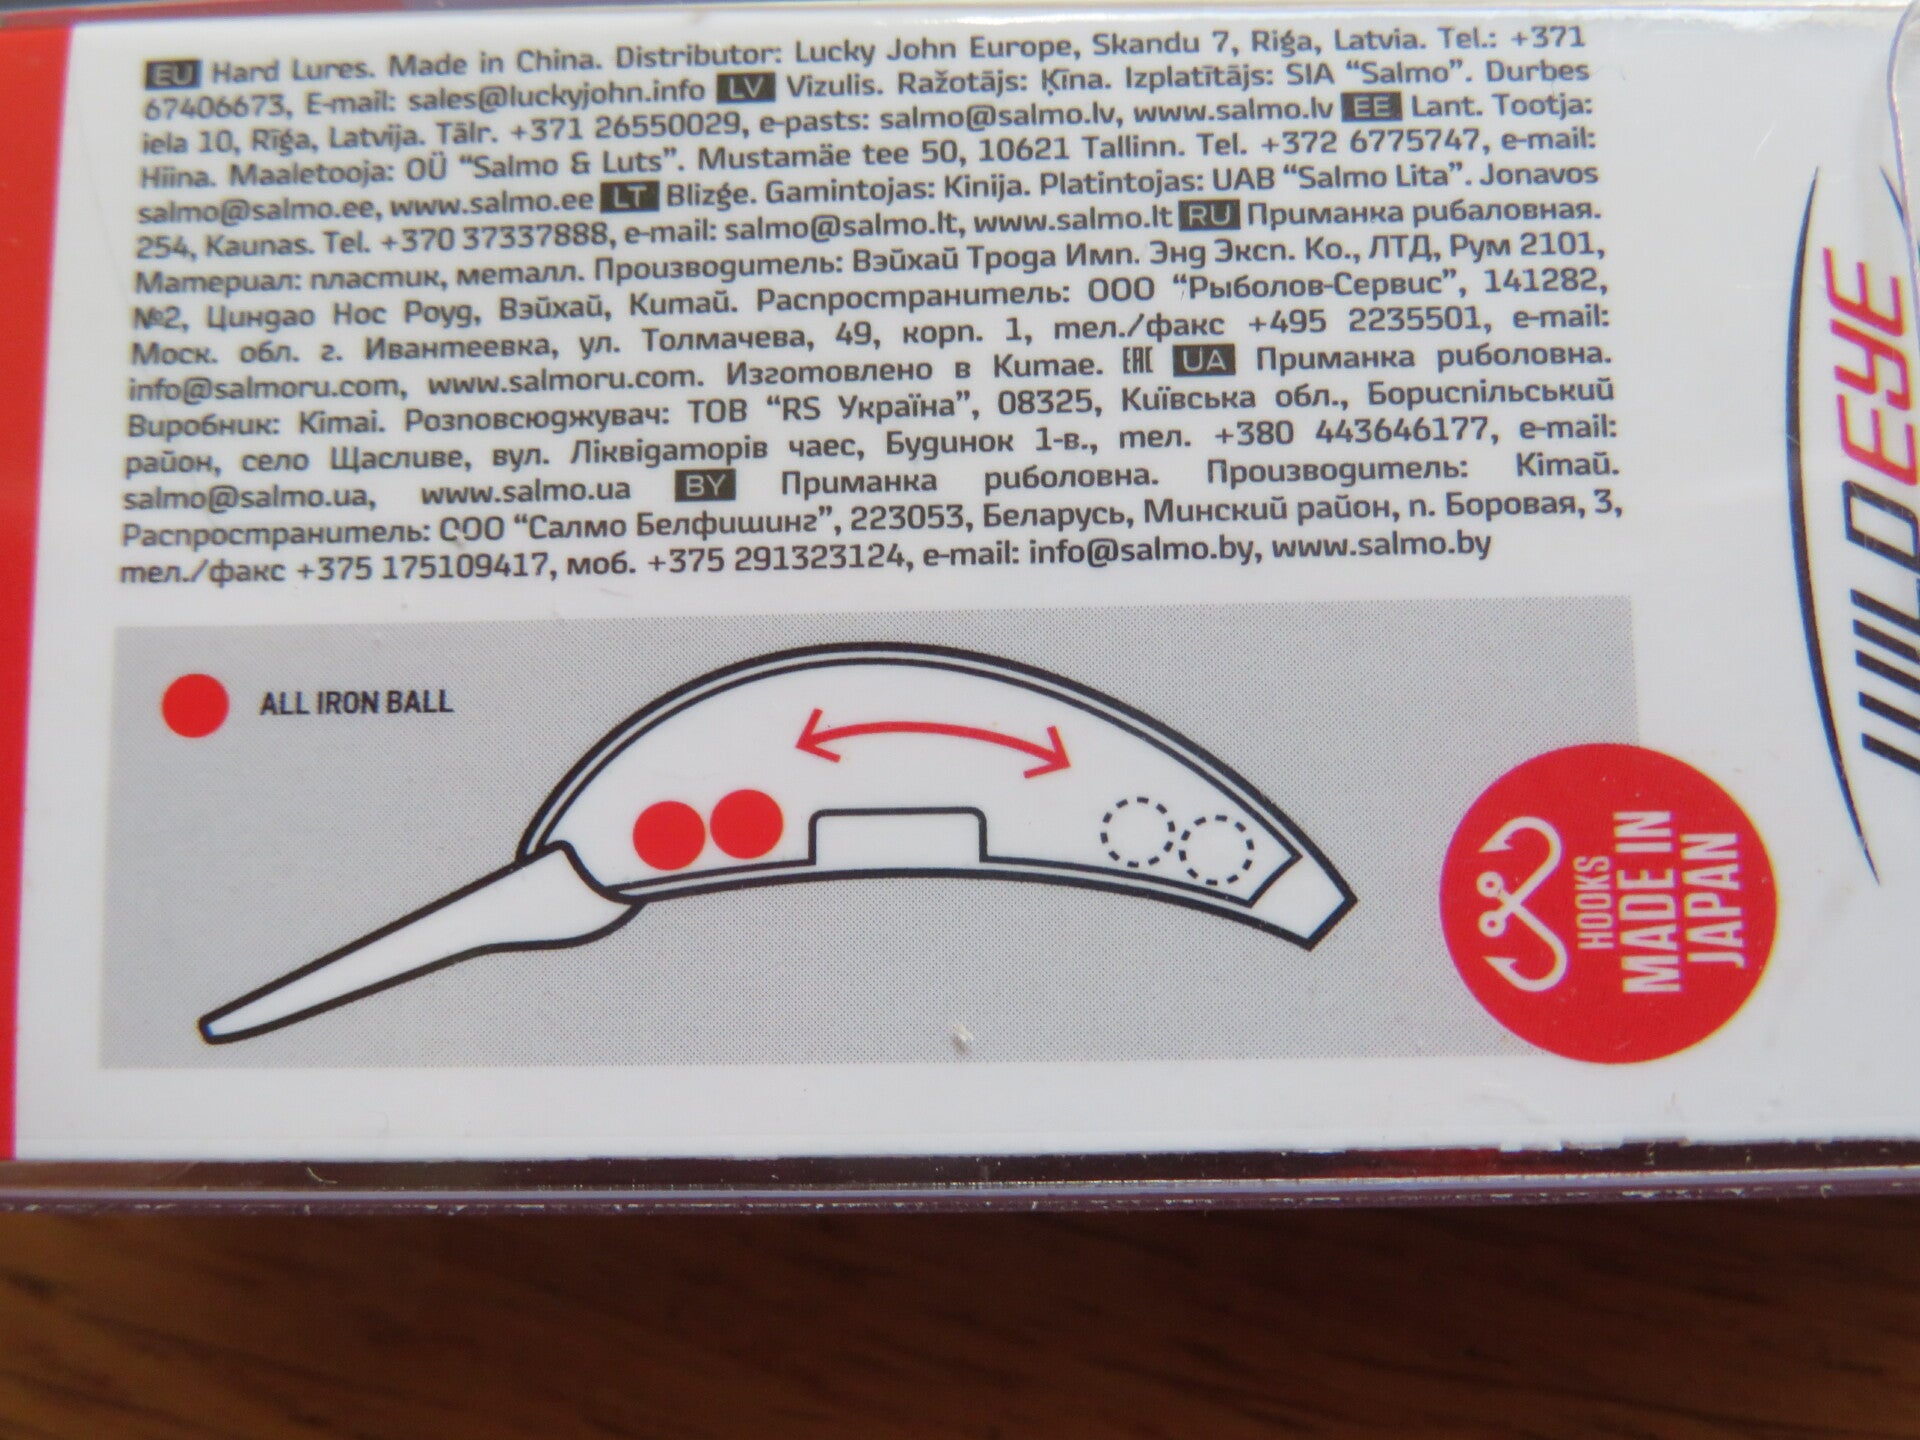 EU Hard Lures. Made in China. Distributor: Lucky John Europe, Skandu 7, Riģa, Latvia. Tel.: +371
67406673, E-mail: sales@luckyjohn.info LV Vizulis. Ražotājs: Ķīna. Izplatītājs: SIA “Salmo”. Durbes
iela 10, Rīģa, Latvija. Tālr. +371 26550029, e-pasts: salmo@salmo.lv, www.salmo.lv EE Lant. Tootja:
Hiina. Maaletooja: OÜ “Salmo & Luts”. Mustamäe tee 50, 10621 Tallinn. Tel. +372 6775747, e-mail:
salmo@salmo.ee, www.salmo.ee LT Blizģe. Gamintojas: Kinija. Platintojas: UAB “Salmo Lita”. Jonavos
254, Kaunas. Tel. +370 37337888, e-mail: salmo@salmo.lt, www.salmo.lt RU Приманка рибаловная.
Материал: пластик, металл. Производитель: Вэйхай Трода Имп. Энд Эксп. Ко., ЛТД, Рум 2101,
№2, Циндао Нос Роуд, Вэйхай, Китай. Распространитель: ООО “Рыболов-Сервис”, 141282,
Моск. обл. г. Ивантеевка, ул. Толмачева, 49, корп. 1, тел./факс +495 2235501, e-mail:
info@salmoru.com, www.salmoru.com. Изготовлено в Китае. EAC UA Приманка риболовна.
Виробник: Кітаі. Розповсюджувач: ТОВ “RS Україна”, 08325, Київська обл., Бориспільський
район, село Щасливе, вул. Ліквідаторів чаес, Будинок 1-в., тел. +380 443646177, e-mail:
salmo@salmo.ua, www.salmo.ua BY Приманка риболовна. Производитель: Кітай.
Распространитель: ООО “Салмо Белфишинг”, 223053, Беларусь, Минский район, п. Боровая, 3,
тел./факс +375 175109417, моб. +375 291323124, e-mail: info@salmo.by, www.salmo.by
ALL IRON BALL
HOOKS
MADE IN
JAPAN
WILDEYE